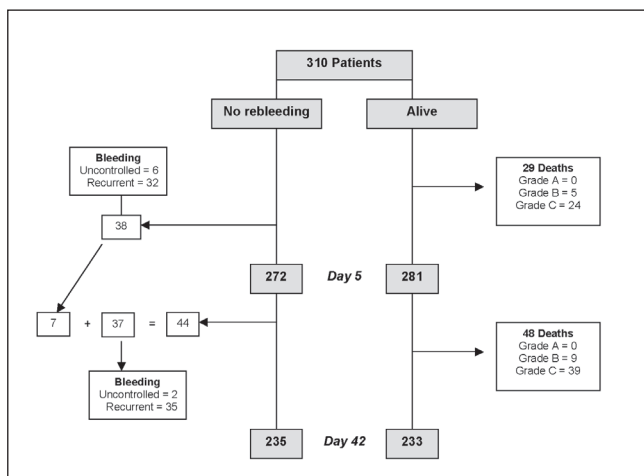 310 Patients
No rebleeding
Alive
Bleeding
Uncontrolled = 6
Recurrent = 32
29 Deaths
Grade A = 0
Grade B = 5
Grade C = 24
38
272
Day 5
281
7 + 37 = 44
48 Deaths
Grade A = 0
Grade B = 9
Grade C = 39
Bleeding
Uncontrolled = 2
Recurrent = 35
235
Day 42
233